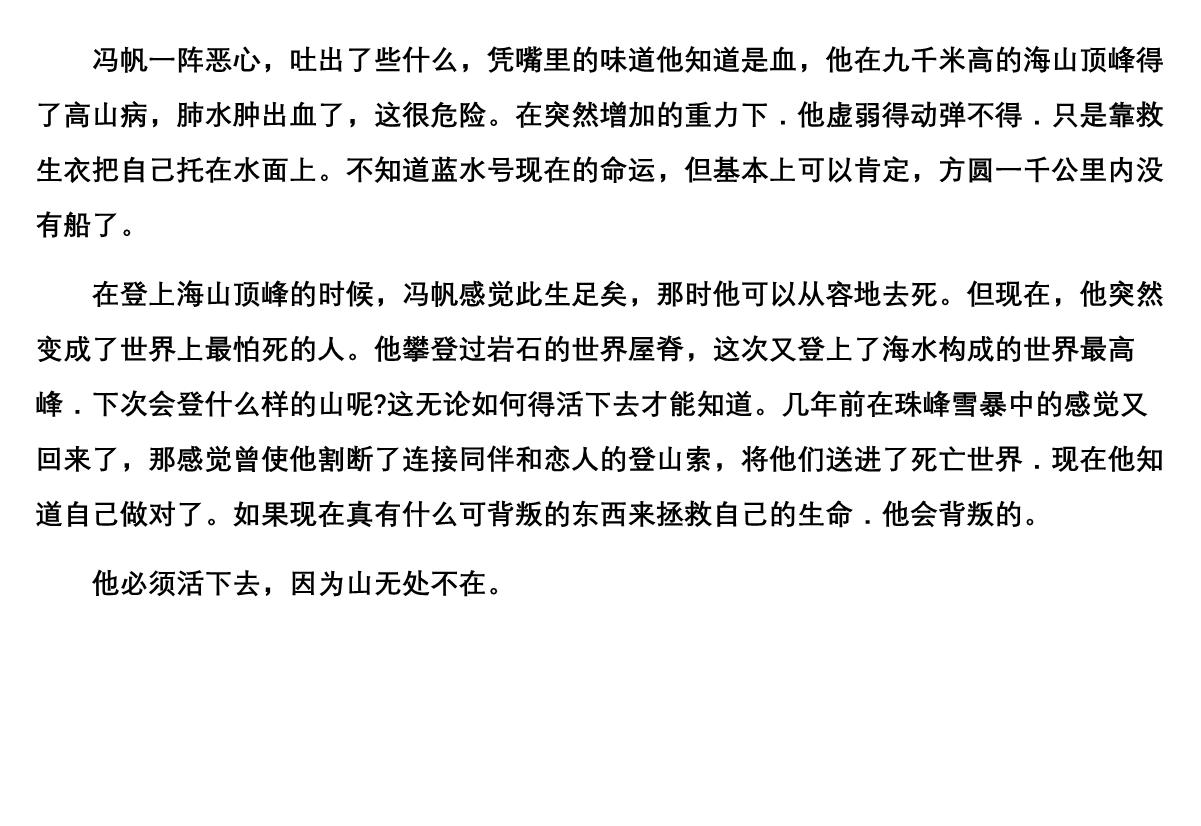 冯帆一阵恶心，吐出了些什么，凭嘴里的味道他知道是血，他在九千米高的海山顶峰得
了高山病，肺水肿出血了，这很危险。在突然增加的重力下．他虚弱得动弹不得．只是靠救
生衣把自己托在水面上。不知道蓝水号现在的命运，但基本上可以肯定，方圆一千公里内没
有船了。
在登上海山顶峰的时候，冯帆感觉此生足矣，那时他可以从容地去死。但现在，他突然
变成了世界上最怕死的人。他攀登过岩石的世界屋脊，这次又登上了海水构成的世界最高
峰．下次会登什么样的山呢?这无论如何得活下去才能知道。几年前在珠峰雪暴中的感觉又
回来了，那感觉曾使他割断了连接同伴和恋人的登山索，将他们送进了死亡世界．现在他知
道自己做对了。如果现在真有什么可背叛的东西来拯救自己的生命．他会背叛的。
他必须活下去，因为山无处不在。